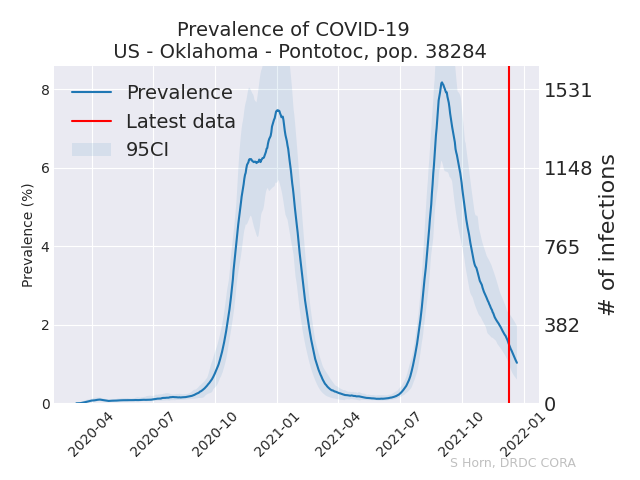 Prevalence of COVID-19
US - Oklahoma - Pontotoc, pop. 38284
Prevalence
Latest data
95CI
Prevalence (%)
8
6
4
2
0
1531
1148
765
382
0
# of infections
2020-04
2020-07
2020-10
2021-01
2021-04
2021-07
2021-10
2022-01
S Horn, DRDC CORA